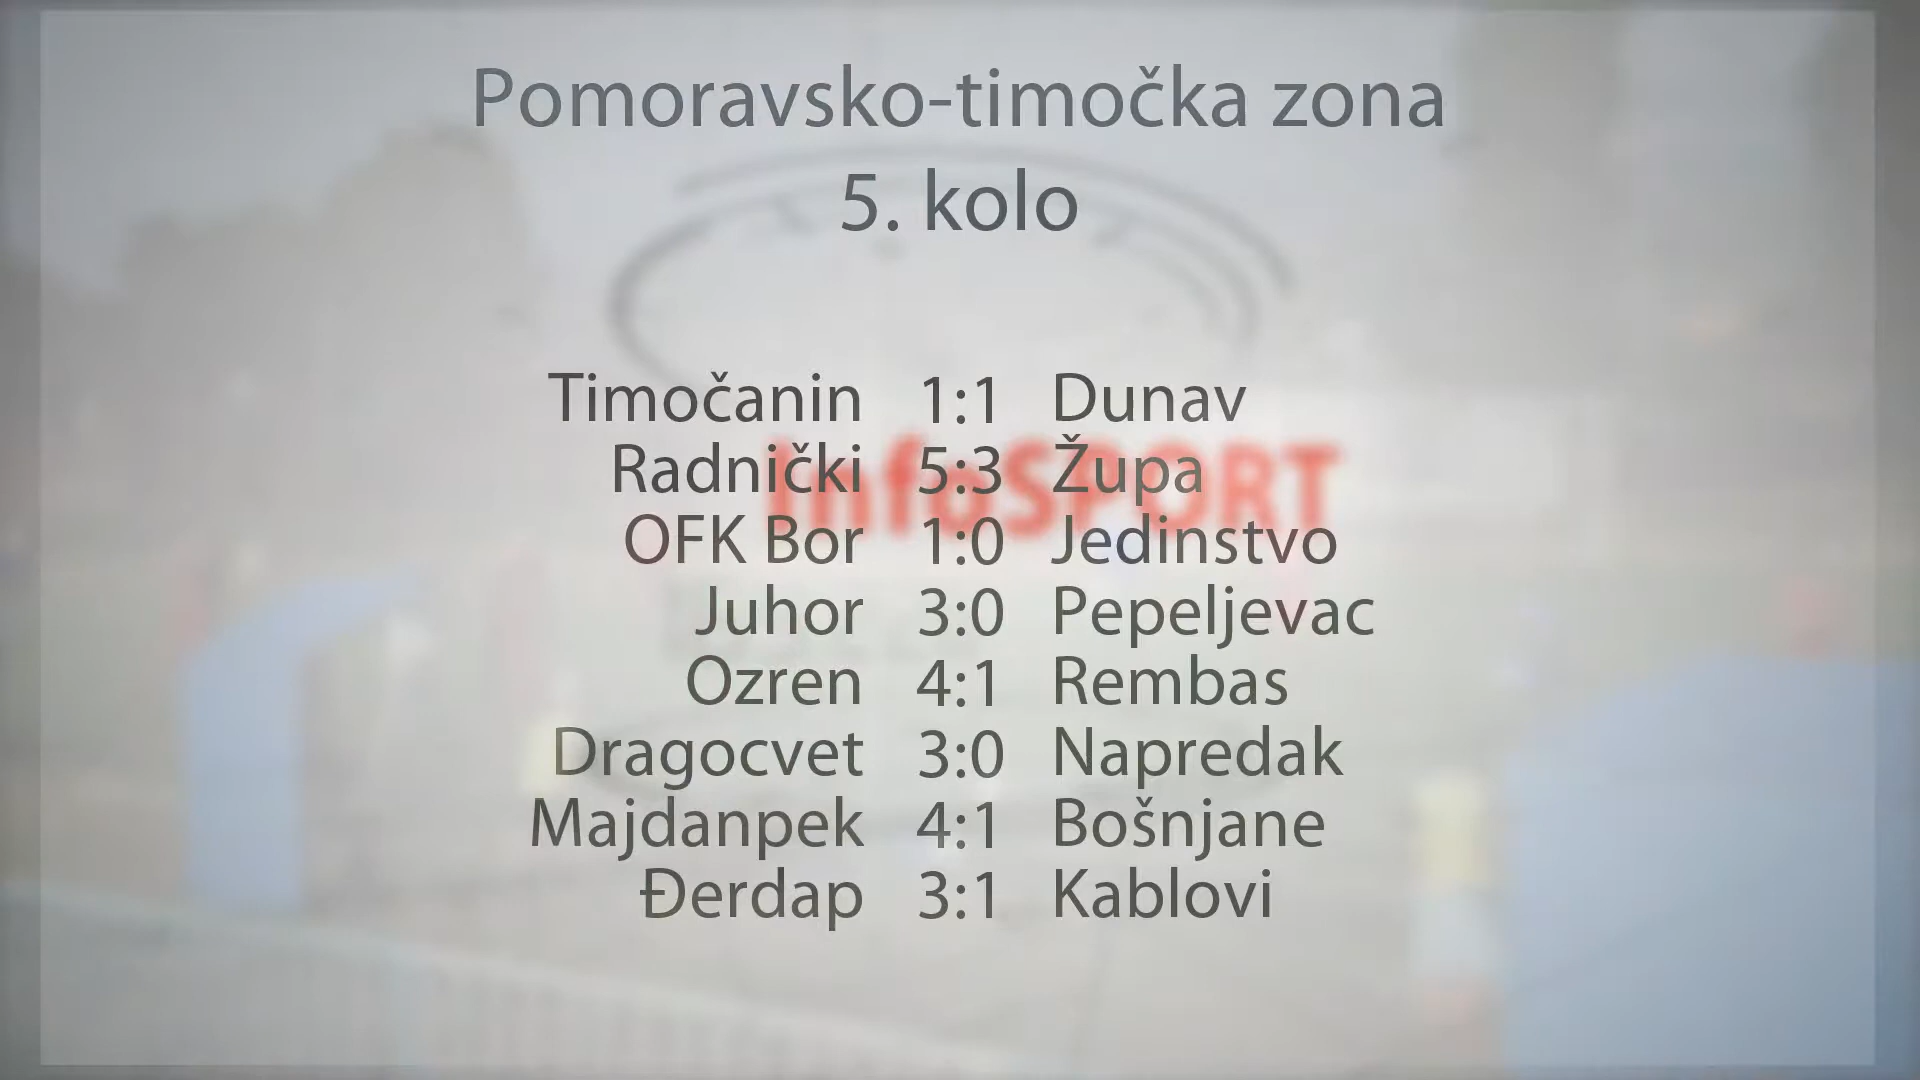 Pomoravsko-timočka zona
5. kolo
Timočanin 1:1 Dunav
Radnički 5:3 Župa
InfoSPORT
OFK Bor 1:0 Jedinstvo
Juhor 3:0 Pepeljevac
Ozren 4:1 Rembas
Dragocvet 3:0 Napredak
Majdanpek 4:1 Bošnjane
Đerdap 3:1 Kablovi